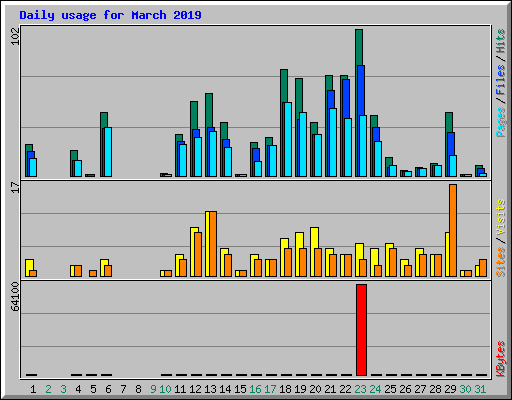 Daily usage for March 2019
102
Pages / Files / Hits
17
Sites / Visits
64100
KBytes
1 2 3 4 5 6 7 8 9 10 11 12 13 14 15 16 17 18 19 20 21 22 23 24 25 26 27 28 29 30 31